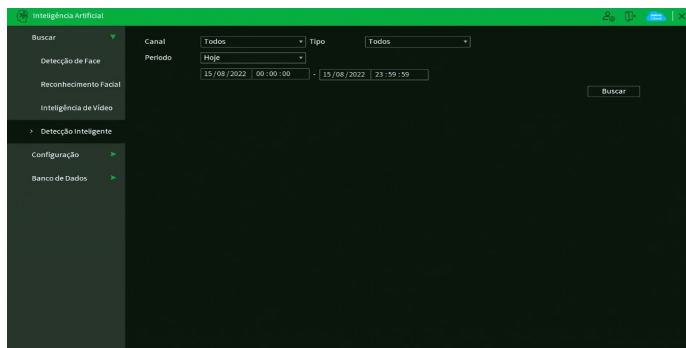 Inteligência Artificial
Buscar
Detecção de Face
Reconhecimento Facial
Inteligência de Vídeo
> Detecção Inteligente
Configuração
Banco de Dados
Canal Todos Tipo Todos
Periodo Hoje
15/08/2022 00:00:00 - 15/08/2022 23:59:59
Buscar